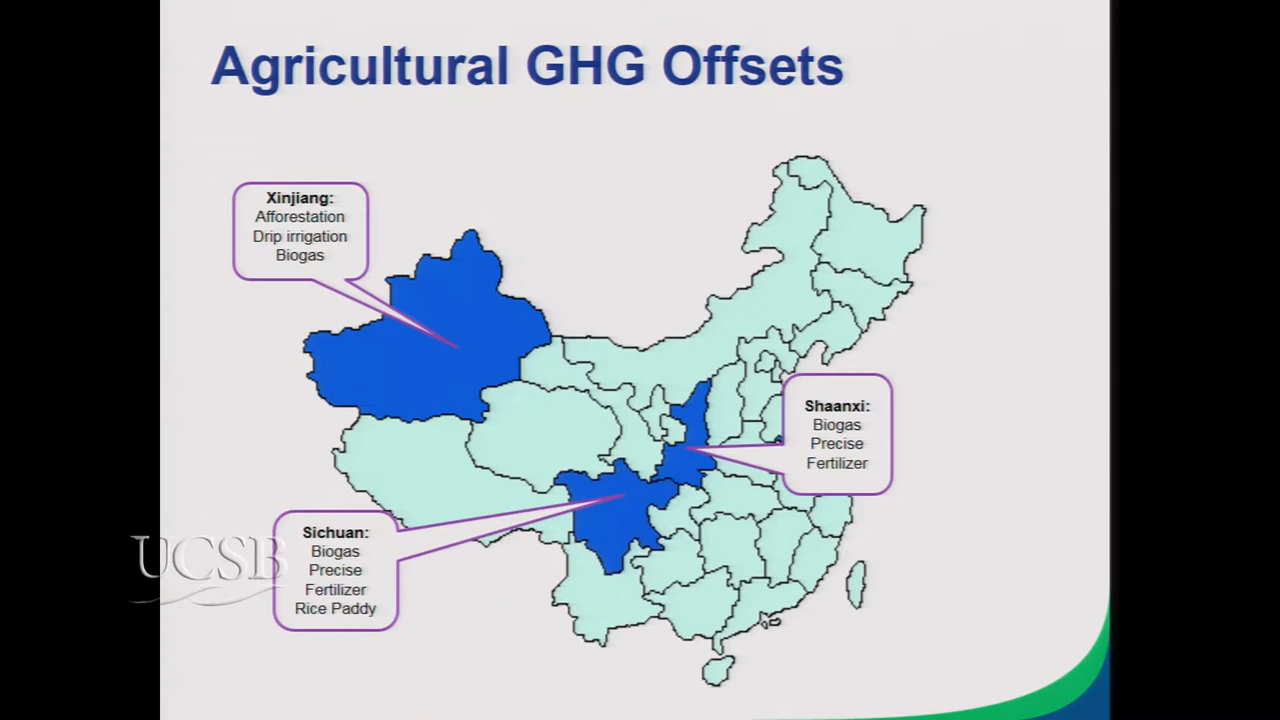 Agricultural GHG Offsets
Xinjiang:
Afforestation
Drip irrigation
Biogas
Shaanxi:
Biogas
Precise
Fertilizer
Sichuan:
Biogas
Precise
Fertilizer
Rice Paddy
UCSB